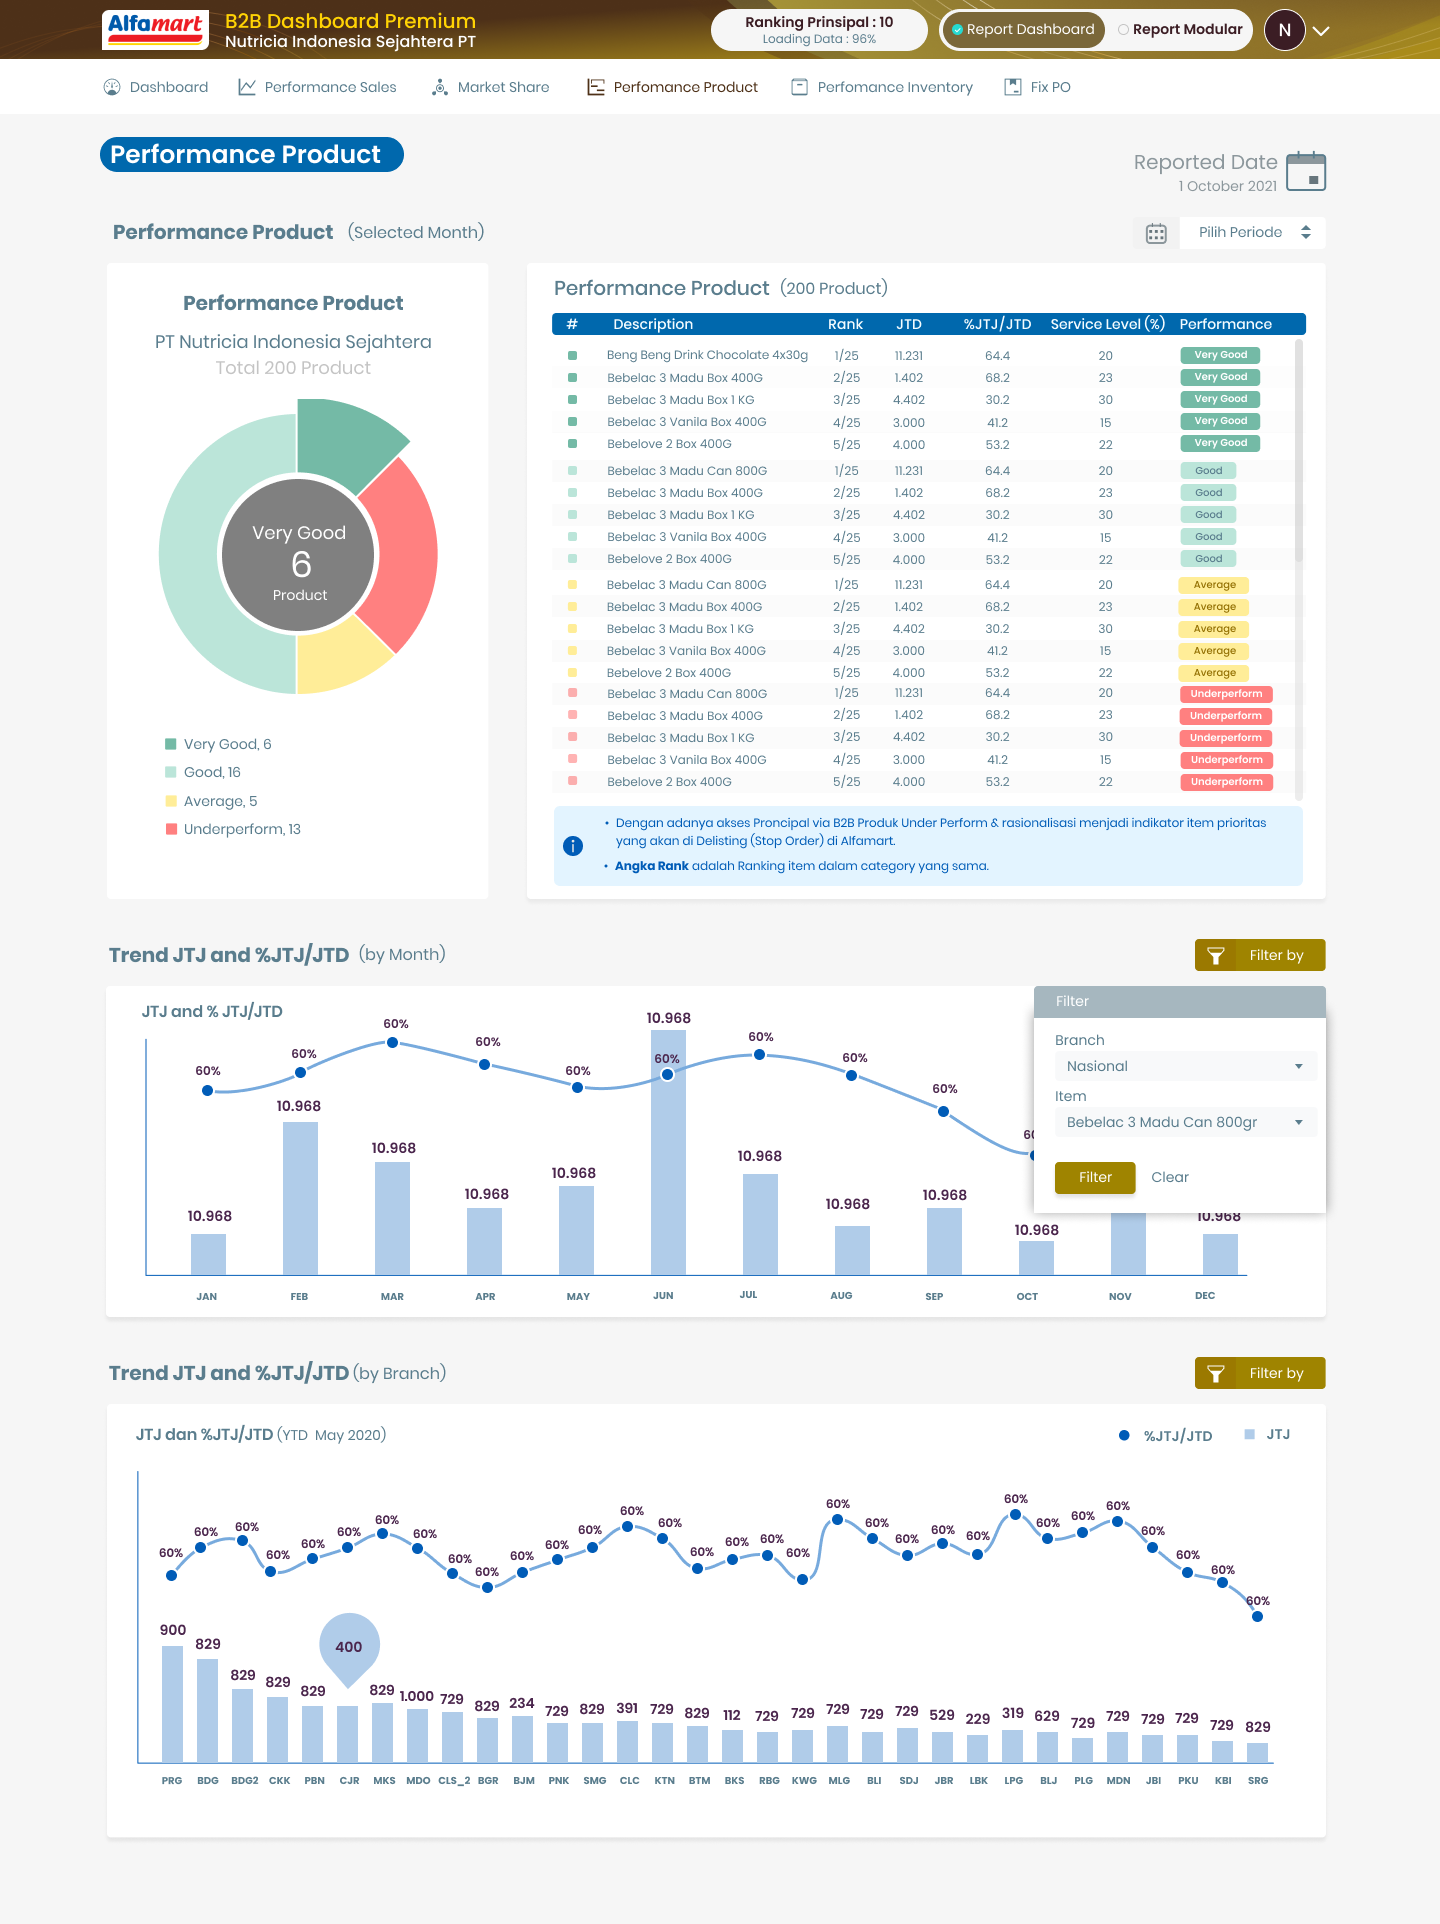 Alfamart
B2B Dashboard Premium
Nutricia Indonesia Sejahtera PT
Ranking Prinsipal : 10
Loading Data : 96%
Report Dashboard
Report Modular
N
Dashboard
Performance Sales
Market Share
Perfomance Product
Perfomance Inventory
Fix PO
Performance Product
Reported Date
1 October 2021
Performance Product (Selected Month)
Pilih Periode
Performance Product
PT Nutricia Indonesia Sejahtera
Total 200 Product
Very Good
6
Product
Very Good, 6
Good, 16
Average, 5
Underperform, 13
Performance Product (200 Product)
# Description Rank JTD %JTJ/JTD Service Level (%) Performance
Beng Beng Drink Chocolate 4x30g 1/25 11.231 64.4 20 Very Good
Bebelac 3 Madu Box 400G 2/25 1.402 68.2 23 Very Good
Bebelac 3 Madu Box 1 KG 3/25 4.402 30.2 30 Very Good
Bebelac 3 Vanila Box 400G 4/25 3.000 41.2 15 Very Good
Bebelove 2 Box 400G 5/25 4.000 53.2 22 Very Good
Bebelac 3 Madu Can 800G 1/25 11.231 64.4 20 Good
Bebelac 3 Madu Box 400G 2/25 1.402 68.2 23 Good
Bebelac 3 Madu Box 1 KG 3/25 4.402 30.2 30 Good
Bebelac 3 Vanila Box 400G 4/25 3.000 41.2 15 Good
Bebelove 2 Box 400G 5/25 4.000 53.2 22 Good
Bebelac 3 Madu Can 800G 1/25 11.231 64.4 20 Average
Bebelac 3 Madu Box 400G 2/25 1.402 68.2 23 Average
Bebelac 3 Madu Box 1 KG 3/25 4.402 30.2 30 Average
Bebelac 3 Vanila Box 400G 4/25 3.000 41.2 15 Average
Bebelove 2 Box 400G 5/25 4.000 53.2 22 Average
Bebelac 3 Madu Can 800G 1/25 11.231 64.4 20 Underperform
Bebelac 3 Madu Box 400G 2/25 1.402 68.2 23 Underperform
Bebelac 3 Madu Box 1 KG 3/25 4.402 30.2 30 Underperform
Bebelac 3 Vanila Box 400G 4/25 3.000 41.2 15 Underperform
Bebelove 2 Box 400G 5/25 4.000 53.2 22 Underperform
• Dengan adanya akses Proncipal via B2B Produk Under Perform & rasionalisasi menjadi indikator item prioritas
yang akan di Delisting (Stop Order) di Alfamart.
• Angka Rank adalah Ranking item dalam category yang sama.
Trend JTJ and %JTJ/JTD (by Month)
Filter by
JTJ and % JTJ/JTD
60% 60% 60% 60% 60% 60% 60% 60% 60%
10.968 10.968 10.968 10.968 10.968 10.968 10.968 10.968 10.968 10.968 10.968
JAN FEB MAR APR MAY JUN JUL AUG SEP OCT NOV DEC
Filter
Branch
Nasional
Item
Bebelac 3 Madu Can 800gr
Filter Clear
Trend JTJ and %JTJ/JTD (by Branch)
Filter by
JTJ dan %JTJ/JTD (YTD May 2020)
%JTJ/JTD JTJ
60% 60% 60% 60% 60% 60% 60% 60% 60% 60% 60% 60% 60% 60% 60% 60% 60% 60% 60% 60% 60% 60% 60% 60% 60% 60% 60% 60% 60% 60% 60% 60%
900 829 829 829 829 400 829 1.000 729 829 234 729 829 391 729 829 112 729 729 729 729 729 529 229 319 629 729 729 729 729 729 829
PRG BDG BDG2 CKK PBN CJR MKS MDO CLS_2 BGR BJM PNK SMG CLC KTN BTM BKS RBG KWG MLG BLI SDJ JBR LBK LPG BLJ PLG MDN JBI PKU KBI SRG